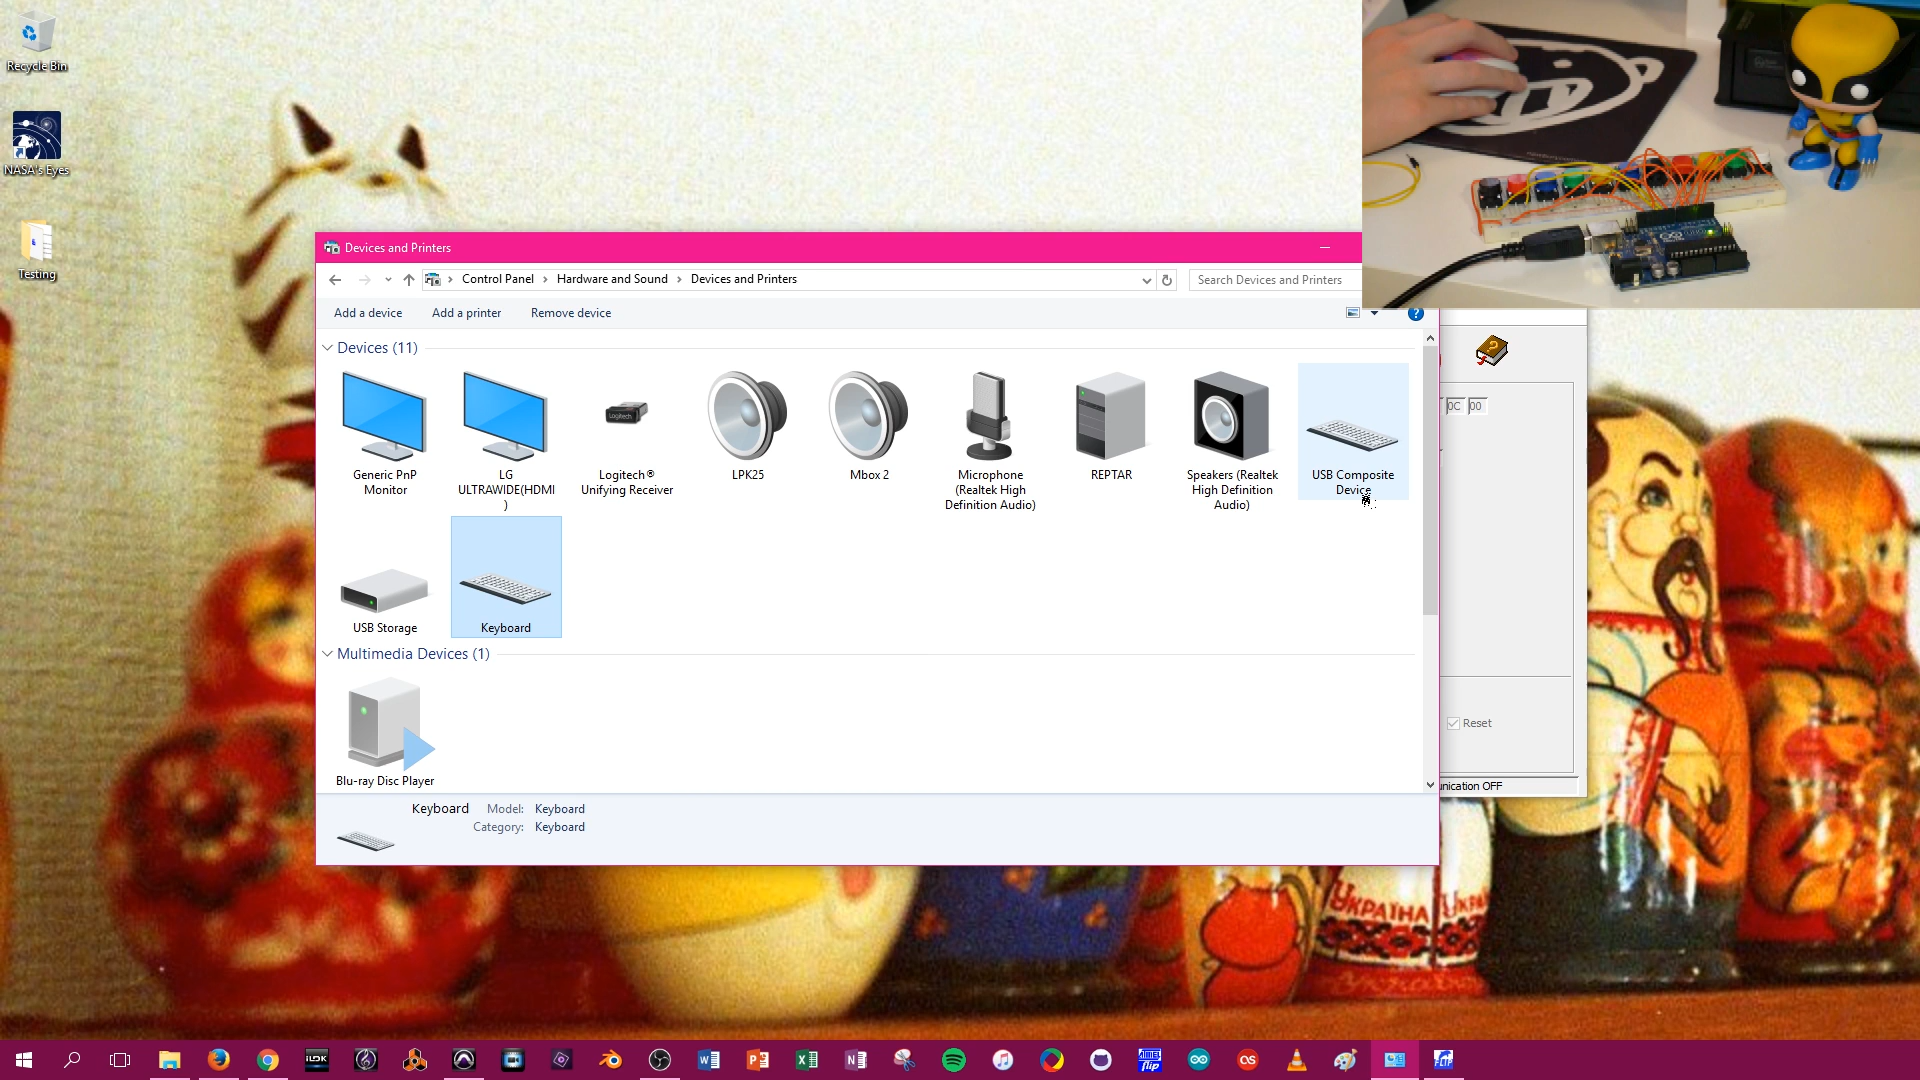 Recycle Bin
NASA's Eyes
Testing
Devices and Printers
Control Panel
Hardware and Sound
Devices and Printers
Search Devices and Printers
Add a device
Add a printer
Remove device
Devices (11)
Generic PnP
Monitor
LG
ULTRAWIDE(HDMI
)
Logitech
Logitech®
Unifying Receiver
LPK25
Mbox 2
Microphone
(Realtek High
Definition Audio)
REPTAR
Speakers (Realtek
High Definition
Audio)
USB Composite
Device
USB Storage
Keyboard
Multimedia Devices (1)
Blu-ray Disc Player
Keyboard
Model: Keyboard
Category: Keyboard
0C 00
Reset
nication OFF
УКРАЇНА